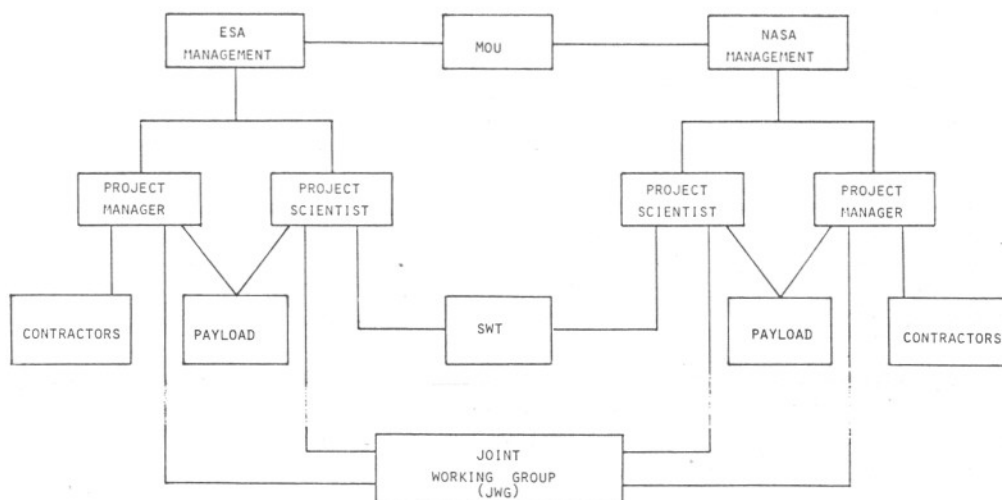 ESA
MANAGEMENT
MOU
NASA
MANAGEMENT
PROJECT
MANAGER
PROJECT
SCIENTIST
PROJECT
SCIENTIST
PROJECT
MANAGER
CONTRACTORS
PAYLOAD
SWT
PAYLOAD
CONTRACTORS
JOINT
WORKING GROUP
(JWG)